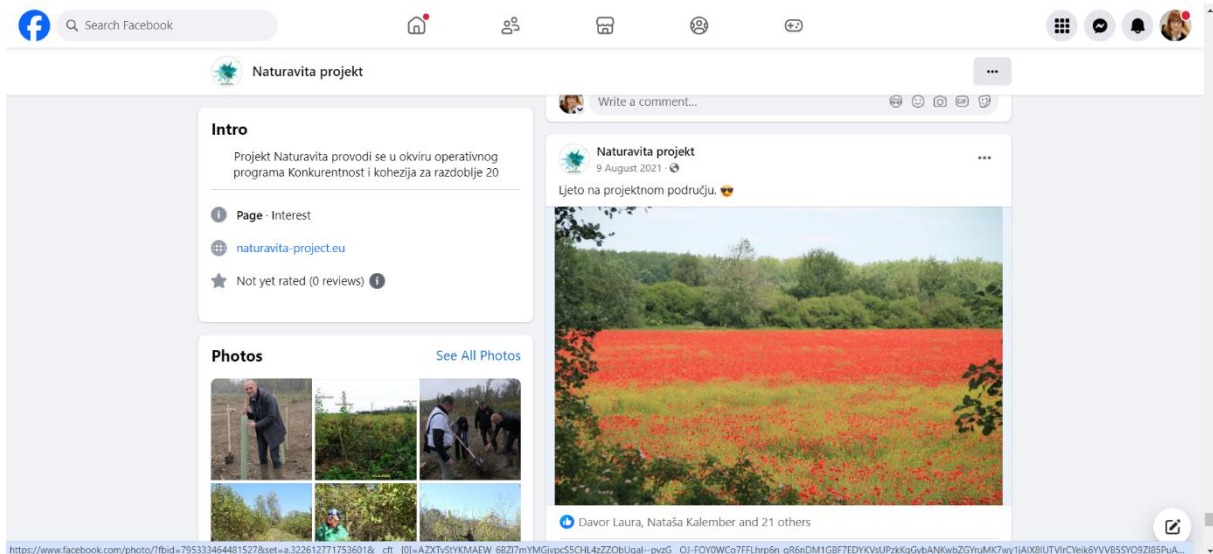 Search Facebook
Naturavita projekt
Write a comment...
Intro
Projekt Naturavita provodi se u okviru operativnog
programa Konkurentnost i kohezija za razdoblje 20
Page · Interest
naturavita-project.eu
Not yet rated (0 reviews)
Photos
See All Photos
Naturavita projekt
9 August 2021 ·
Ljeto na projektnom području. 😎
Davor Laura, Nataša Kalember and 21 others